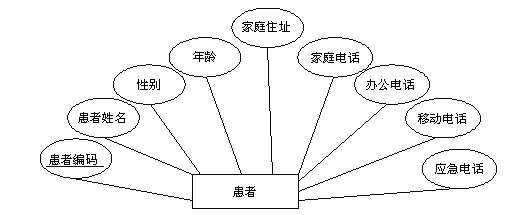 家庭住址
年龄
家庭电话
性别
办公电话
患者姓名
移动电话
患者编码
应急电话
患者